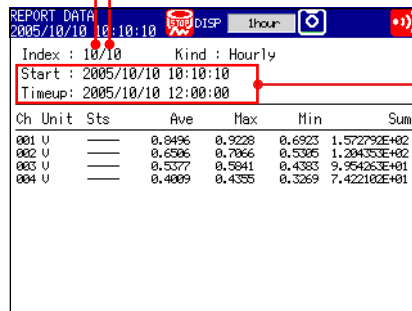 REPORT DATA
2005/10/10 10:10:10 STOP DISP 1hour
Index : 10/10 Kind : Hourly
Start : 2005/10/10 10:10:10
Timeup: 2005/10/10 12:00:00
Ch Unit Sts Ave Max Min Sum
001 V ---- 0.8496 0.9228 0.6923 1.572792E+02
002 V ---- 0.6506 0.7066 0.5305 1.204353E+02
003 V ---- 0.5377 0.5841 0.4383 9.954263E+01
004 V ---- 0.4009 0.4355 0.3269 7.422102E+01